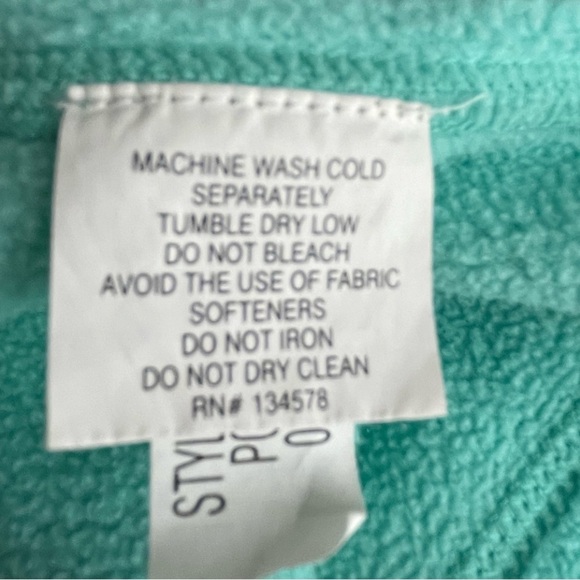 MACHINE WASH COLD
SEPARATELY
TUMBLE DRY LOW
DO NOT BLEACH
AVOID THE USE OF FABRIC
SOFTENERS
DO NOT IRON
DO NOT DRY CLEAN
RN# 134578